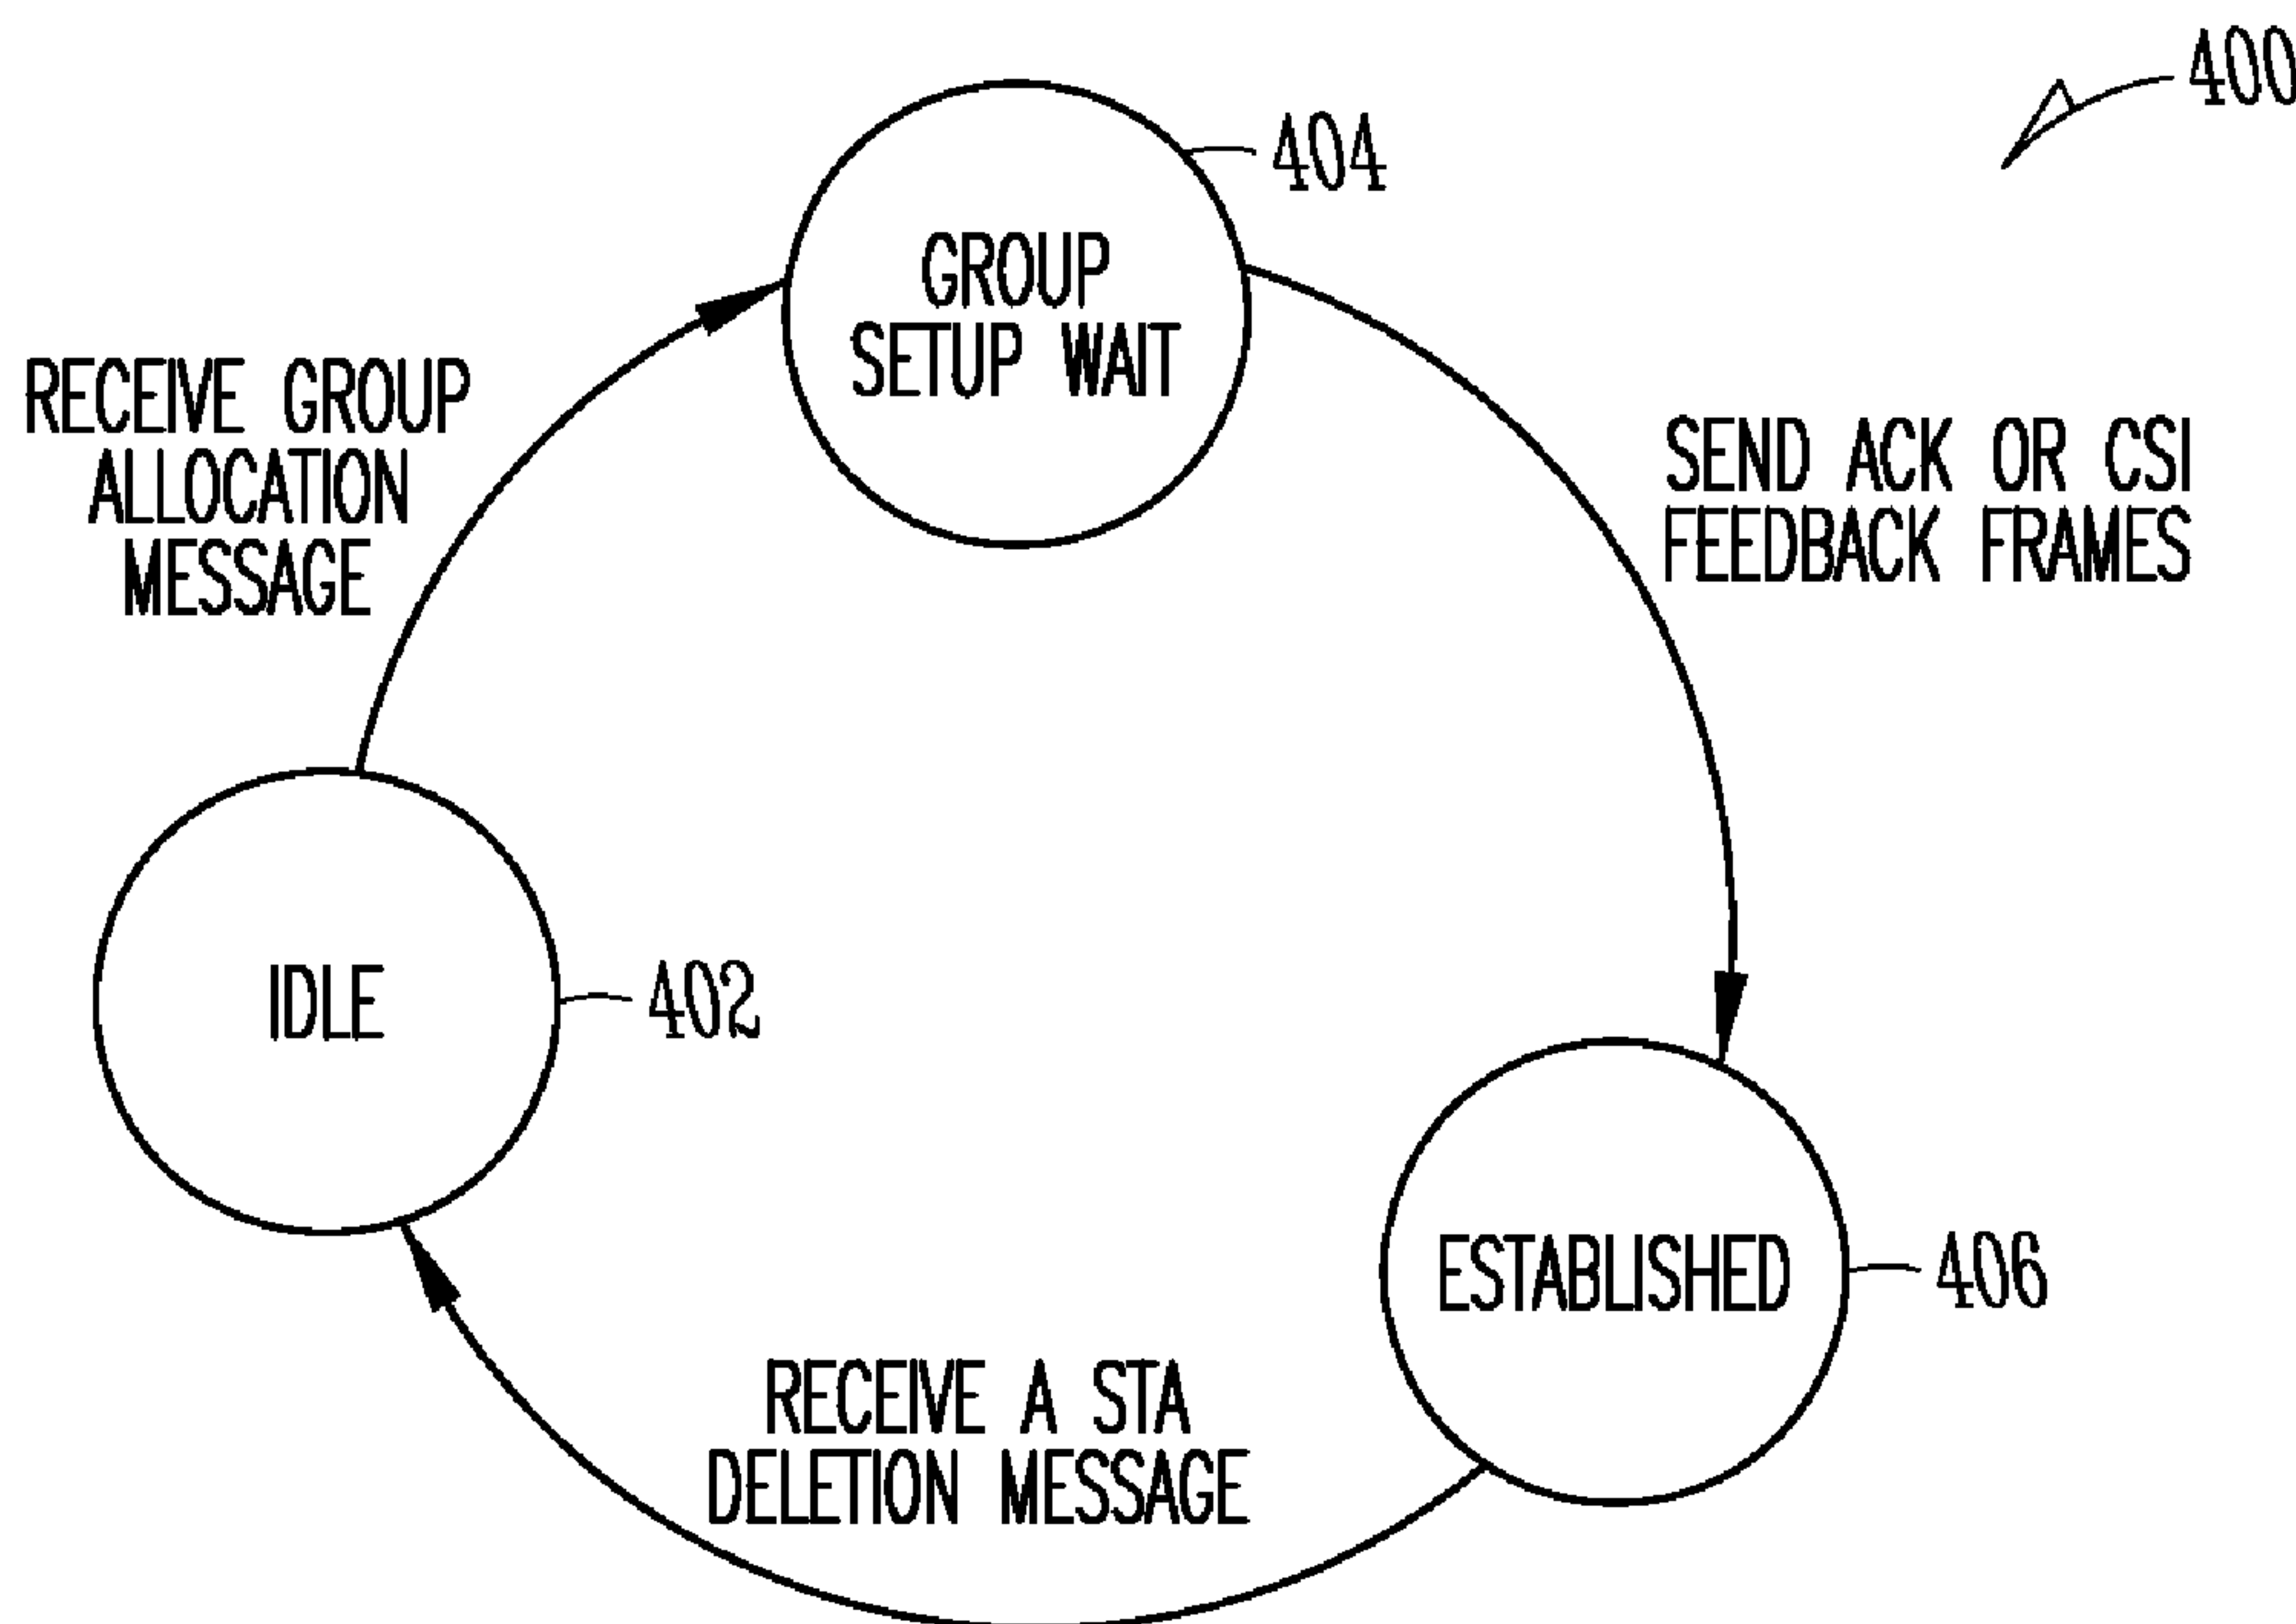 400
404
GROUP
SETUP WAIT
RECEIVE GROUP
ALLOCATION
MESSAGE
SEND ACK OR CSI
FEEDBACK FRAMES
IDLE
402
ESTABLISHED
406
RECEIVE A STA
DELETION MESSAGE